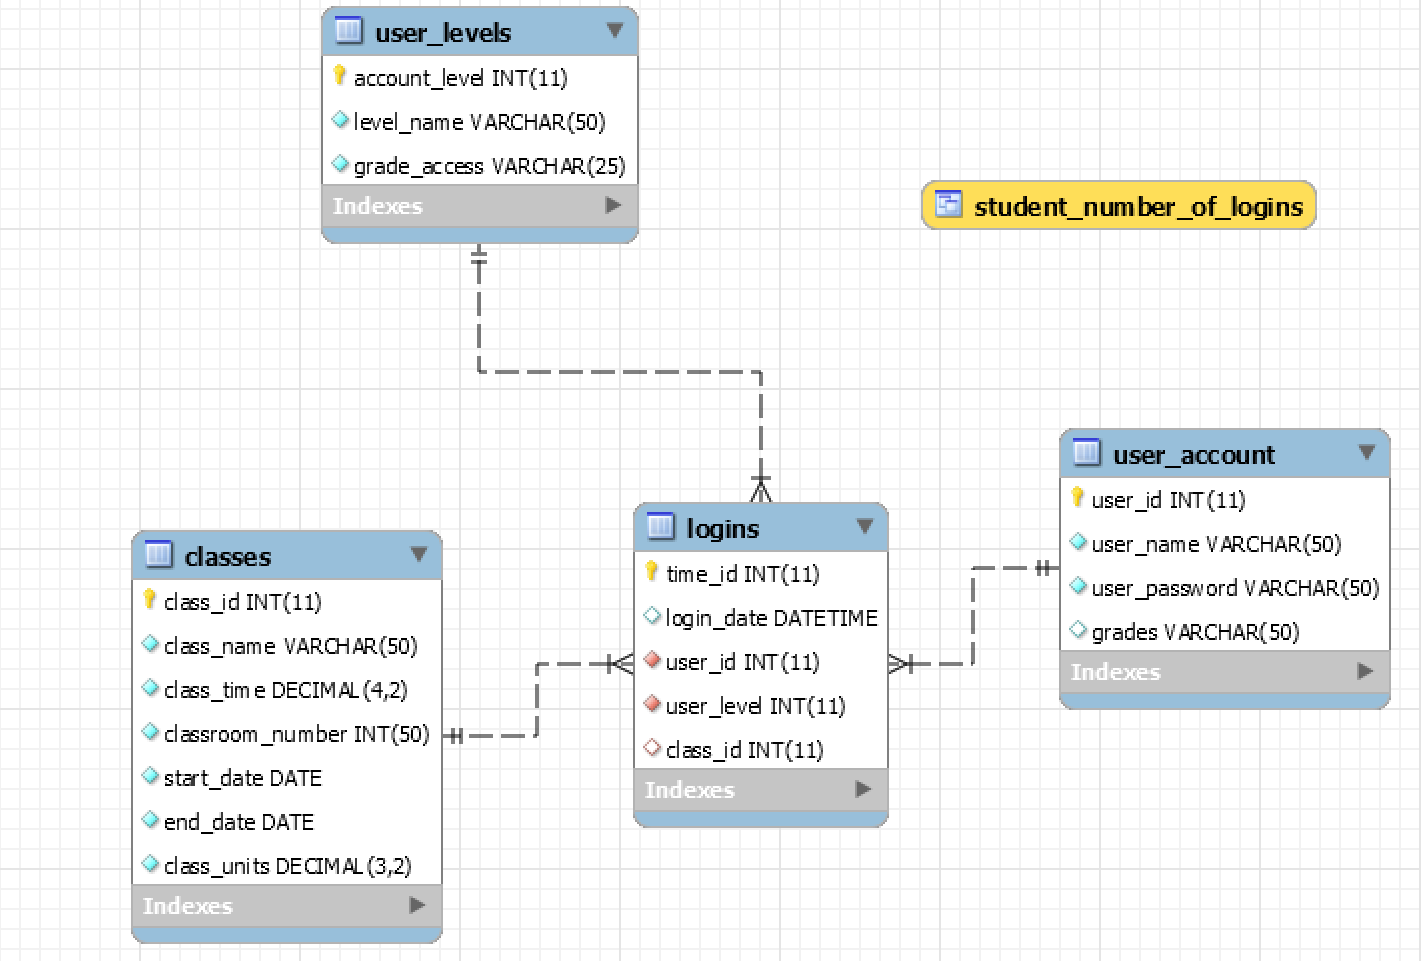 user_levels
account_level INT(11)
level_name VARCHAR(50)
grade_access VARCHAR(25)
Indexes
student_number_of_logins
user_account
user_id INT(11)
user_name VARCHAR(50)
user_password VARCHAR(50)
grades VARCHAR(50)
Indexes
logins
time_id INT(11)
login_date DATETIME
user_id INT(11)
user_level INT(11)
class_id INT(11)
Indexes
classes
class_id INT(11)
class_name VARCHAR(50)
class_time DECIMAL(4,2)
classroom_number INT(50)
start_date DATE
end_date DATE
class_units DECIMAL(3,2)
Indexes